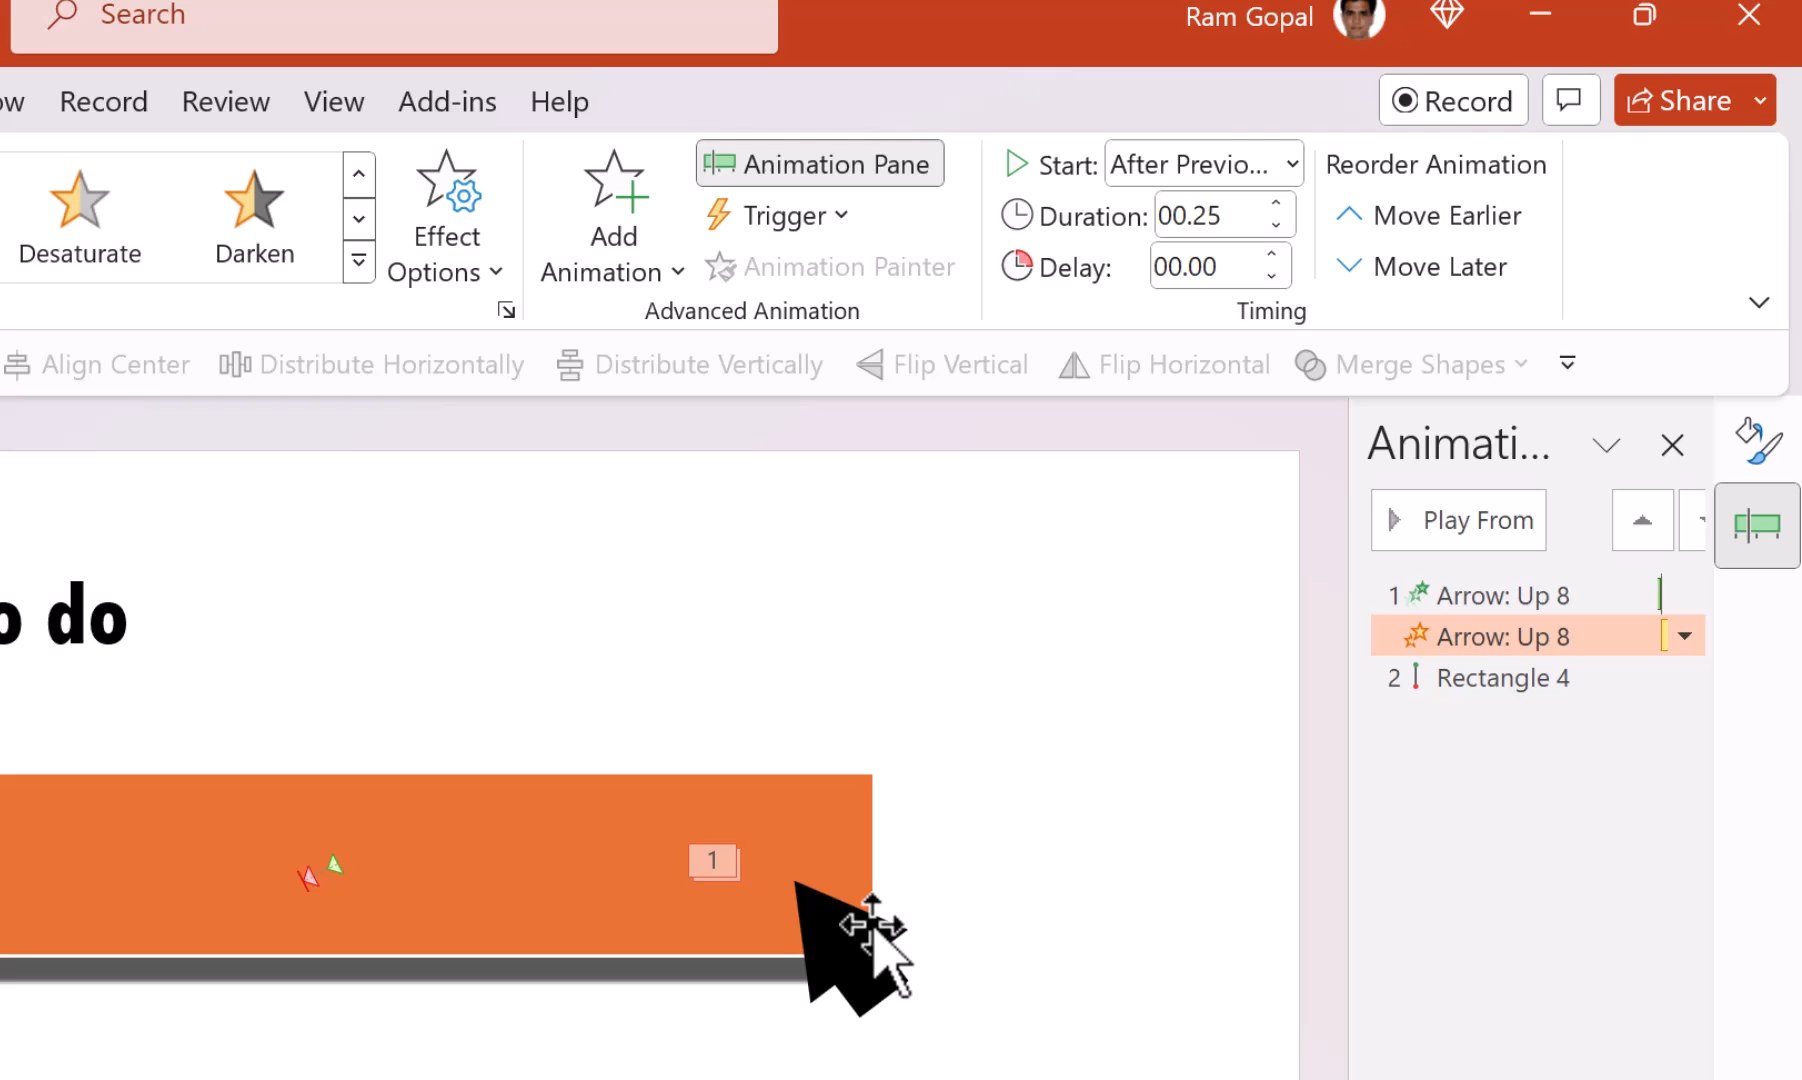 Search
Ram Gopal
ow Record Review View Add-ins Help
Record
Share
Desaturate
Darken
Effect
Options
Add
Animation
Animation Pane
Trigger
Animation Painter
Advanced Animation
Start: After Previo...
Duration: 00.25
Delay: 00.00
Timing
Reorder Animation
Move Earlier
Move Later
Align Center Distribute Horizontally Distribute Vertically Flip Vertical Flip Horizontal Merge Shapes
Animati...
Play From
1 Arrow: Up 8
Arrow: Up 8
2 Rectangle 4
o do
1